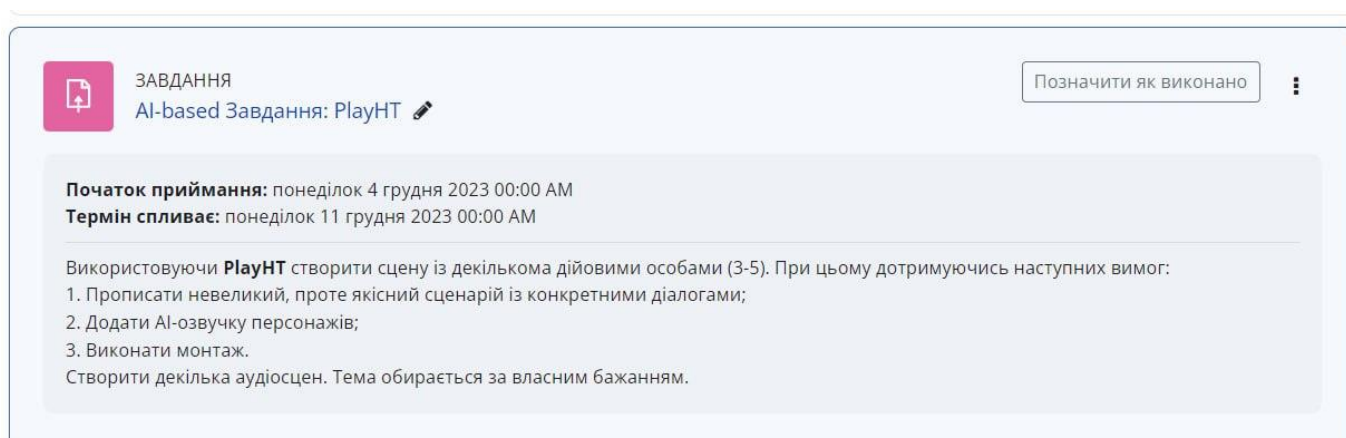 ЗАВДАННЯ
AI-based Завдання: PlayHT
Позначити як виконано
Початок приймання: понеділок 4 грудня 2023 00:00 AM
Термін спливає: понеділок 11 грудня 2023 00:00 AM
Використовуючи PlayHT створити сцену із декількома дійовими особами (3-5). При цьому дотримуючись наступних вимог:
1. Прописати невеликий, проте якісний сценарій із конкретними діалогами;
2. Додати AI-озвучку персонажів;
3. Виконати монтаж.
Створити декілька аудіосцен. Тема обирається за власним бажанням.